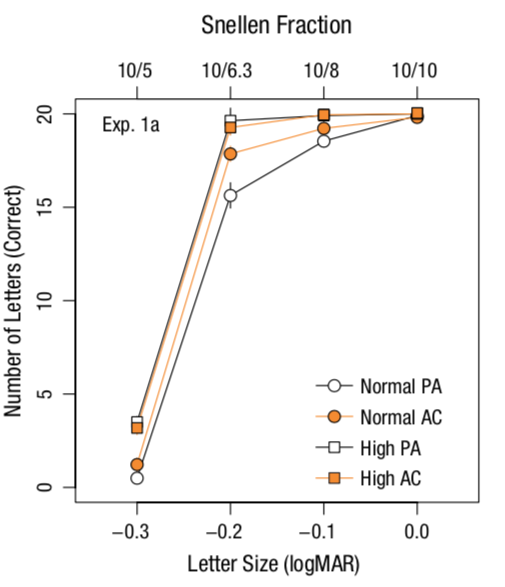 Snellen Fraction
10/5 10/6.3 10/8 10/10
Exp. 1a
Number of Letters (Correct)
20
15
10
5
0
Normal PA
Normal AC
High PA
High AC
−0.3 −0.2 −0.1 0.0
Letter Size (logMAR)